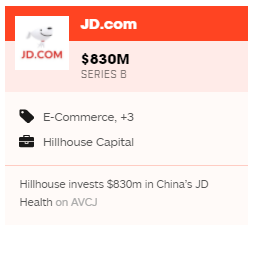 JD.com
JD.COM
$830M
SERIES B
E-Commerce, +3
Hillhouse Capital
Hillhouse invests $830m in China's JD
Health on AVCJ